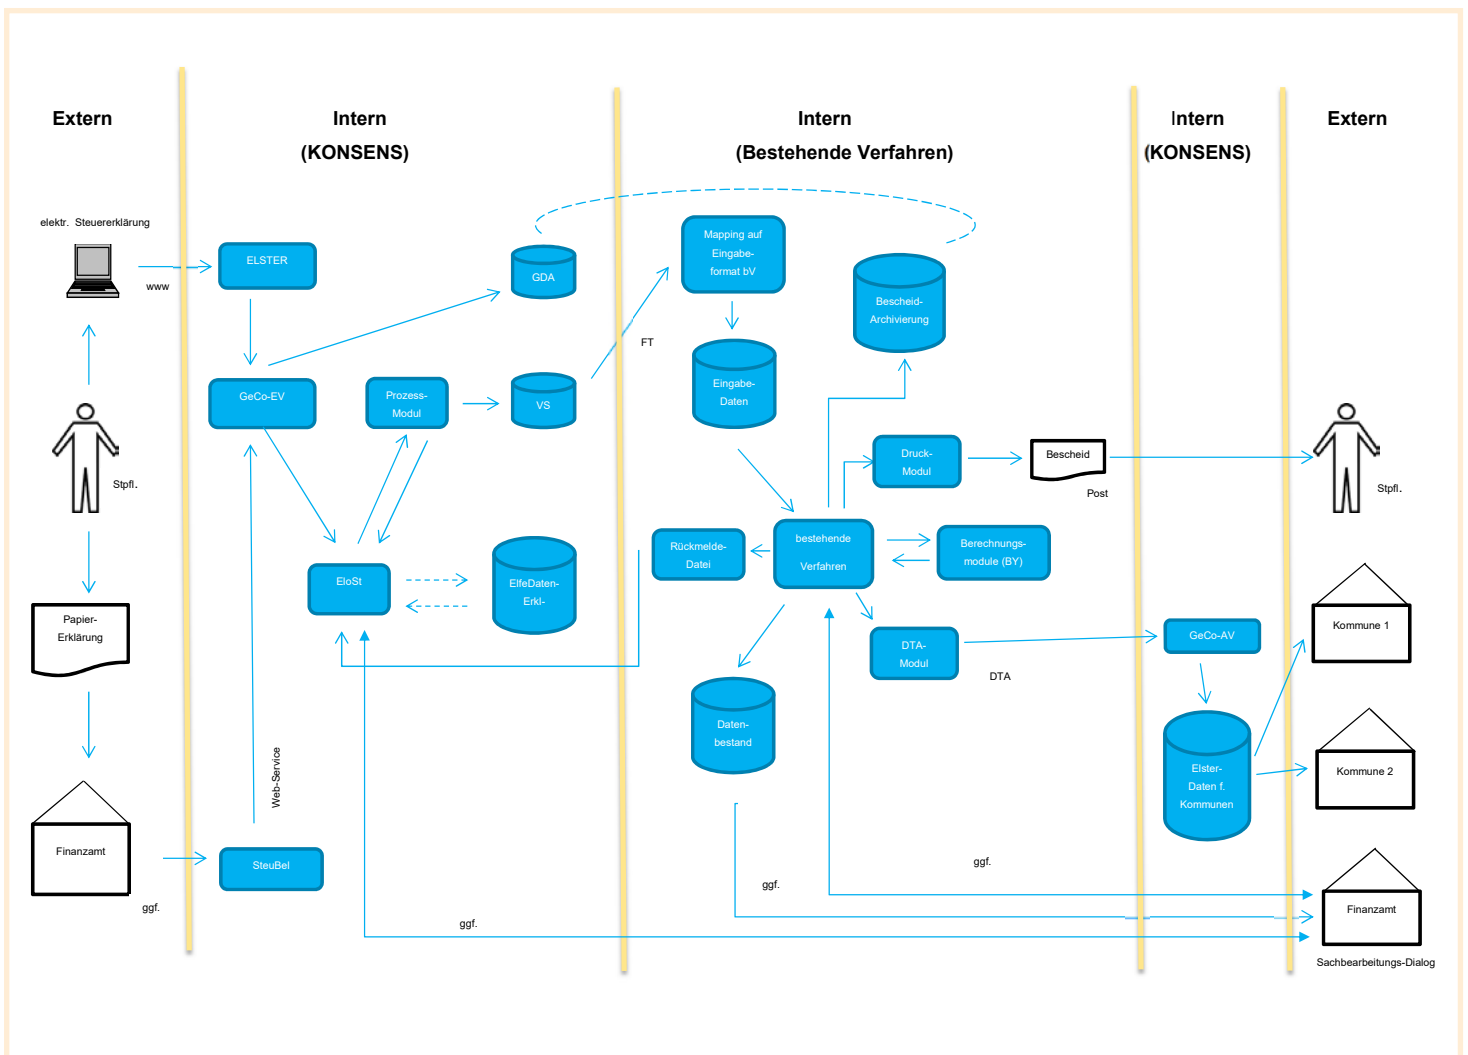 Extern
Intern
(KONSENS)
Intern
(Bestehende Verfahren)
Intern
(KONSENS)
Extern
elektr. Steuererklärung
www
Stpfl.
Papier-
Erklärung
Finanzamt
ggf.
ELSTER
GeCo-EV
GDA
Prozess-
Modul
VS
EloSt
ElfeDaten-
Erkl-
Web-Service
SteuBel
ggf.
FT
Mapping auf
Eingabe-
format bV
Eingabe-
Daten
Bescheid-
Archivierung
Druck-
Modul
Bescheid
Post
Rückmelde-
Datei
bestehende
Verfahren
Berechnungs-
module (BY)
DTA-
Modul
DTA
Daten-
bestand
ggf.
ggf.
GeCo-AV
Elster-
Daten f.
Kommunen
Stpfl.
Kommune 1
Kommune 2
Finanzamt
Sachbearbeitungs-Dialog